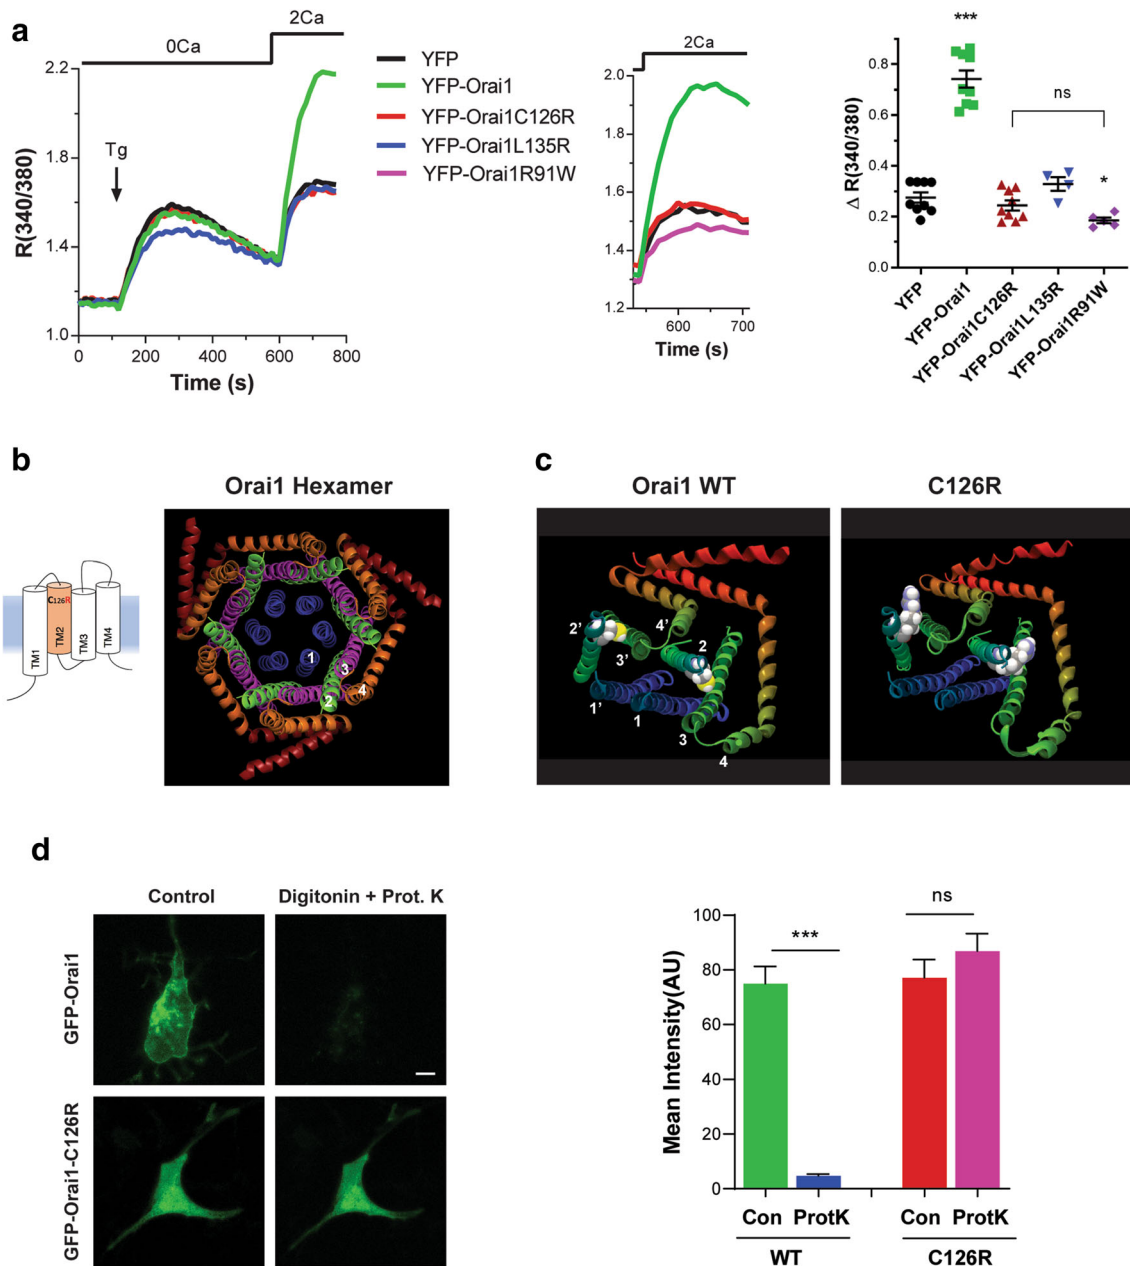 a
0Ca
2Ca
YFP
YFP-Orai1
YFP-Orai1C126R
YFP-Orai1L135R
YFP-Orai1R91W
Tg
R(340/380)
2.2
1.8
1.4
1.0
0 200 400 600 800
Time (s)
2Ca
2.0
1.8
1.6
1.4
1.2
600 700
Time (s)
***
ns
*
Δ R(340/380)
0.8
0.6
0.4
0.2
0.0
YFP
YFP-Orai1
YFP-Orai1C126R
YFP-Orai1L135R
YFP-Orai1R91W
b
Orai1 Hexamer
C126R
TM1
TM2
TM3
TM4
1
3
2
4
c
Orai1 WT
C126R
2'
4'
3'
2
1'
1
3
4
d
Control
Digitonin + Prot. K
GFP-Orai1
GFP-Orai1-C126R
ns
***
Mean Intensity(AU)
100
80
60
40
20
0
Con ProtK Con ProtK
WT C126R